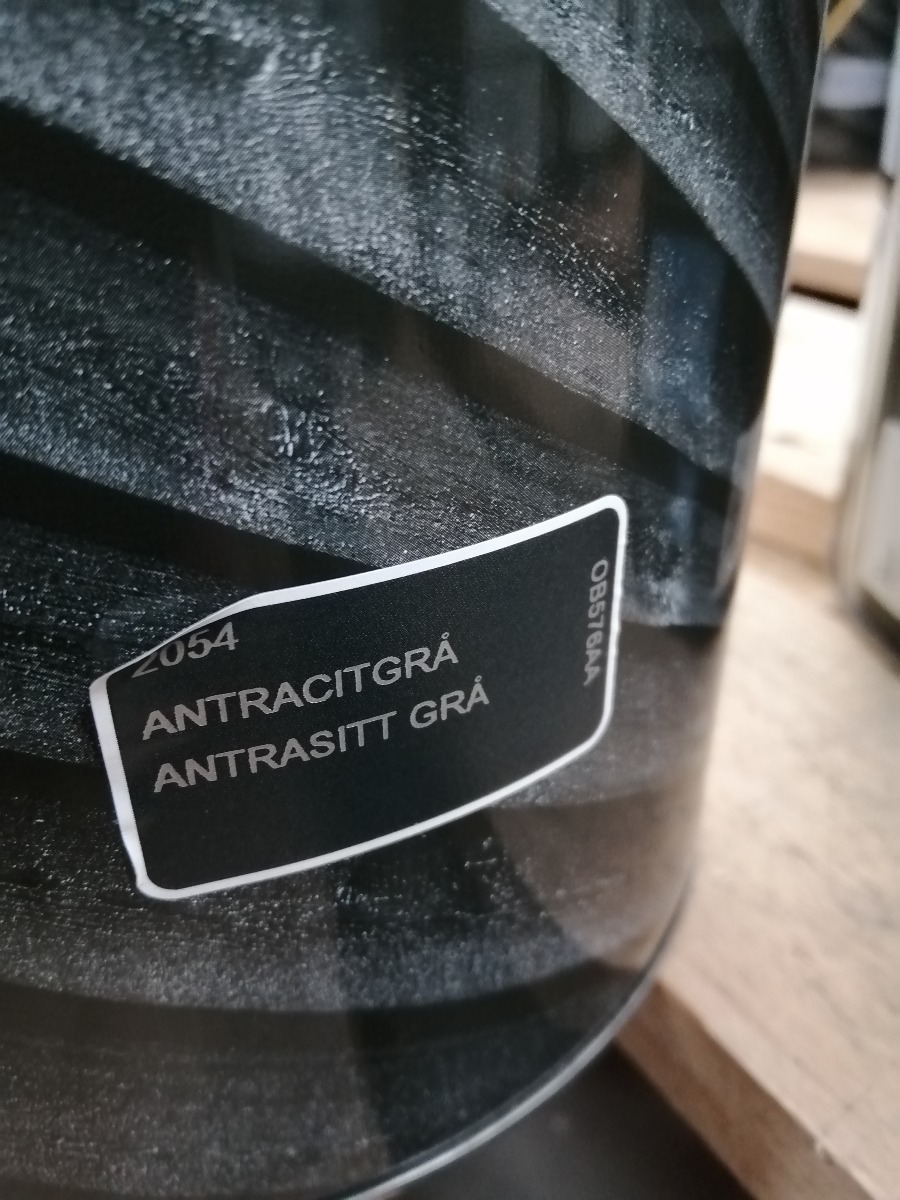 2054
ANTRACITGRÅ
ANTRASITT GRÅ
OB576AA